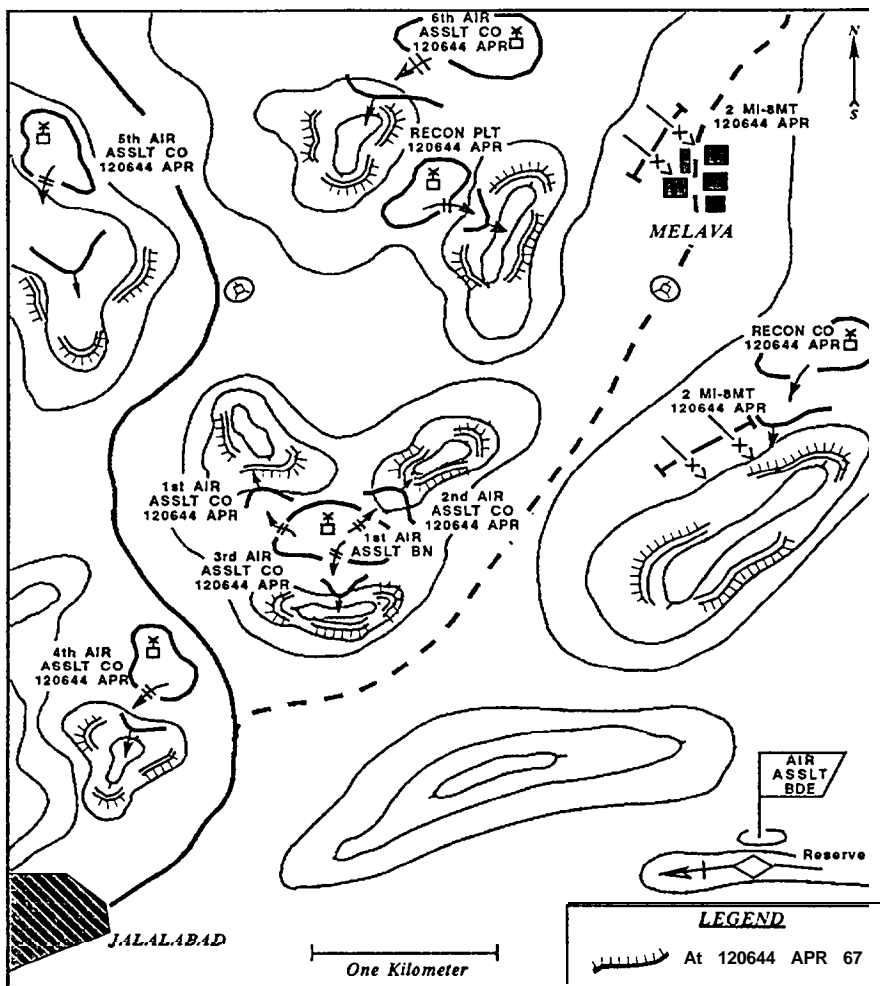 6th AIR
ASSLT CO
120644 APR
N
S
5th AIR
ASSLT CO
120644 APR
RECON PLT
120644 APR
2 MI-8MT
120644 APR
MELAVA
RECON CO
120644 APR
2 MI-8MT
120644 APR
1st AIR
ASSLT CO
120644 APR
2nd AIR
ASSLT CO
120644 APR
1st AIR
ASSLT BN
3rd AIR
ASSLT CO
120644 APR
4th AIR
ASSLT CO
120644 APR
AIR
ASSLT
BDE
Reserve
JALALABAD
One Kilometer
LEGEND
At 120644 APR 67